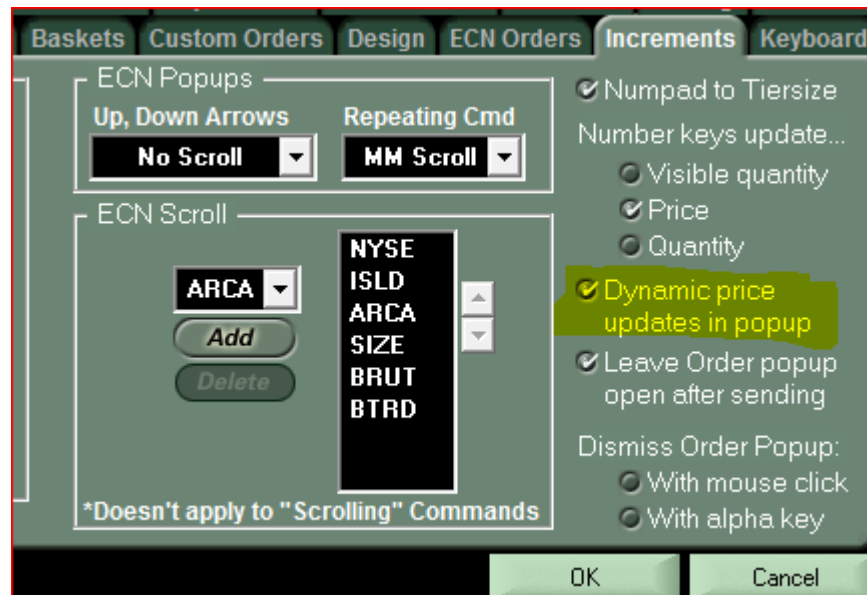 Baskets Custom Orders Design ECN Orders Increments Keyboard
ECN Popups
Up, Down Arrows Repeating Cmd
No Scroll MM Scroll
ECN Scroll
ARCA
Add
Delete
NYSE
ISLD
ARCA
SIZE
BRUT
BTRD
*Doesn't apply to "Scrolling" Commands
Numpad to Tiersize
Number keys update...
Visible quantity
Price
Quantity
Dynamic price
updates in popup
Leave Order popup
open after sending
Dismiss Order Popup:
With mouse click
With alpha key
OK Cancel